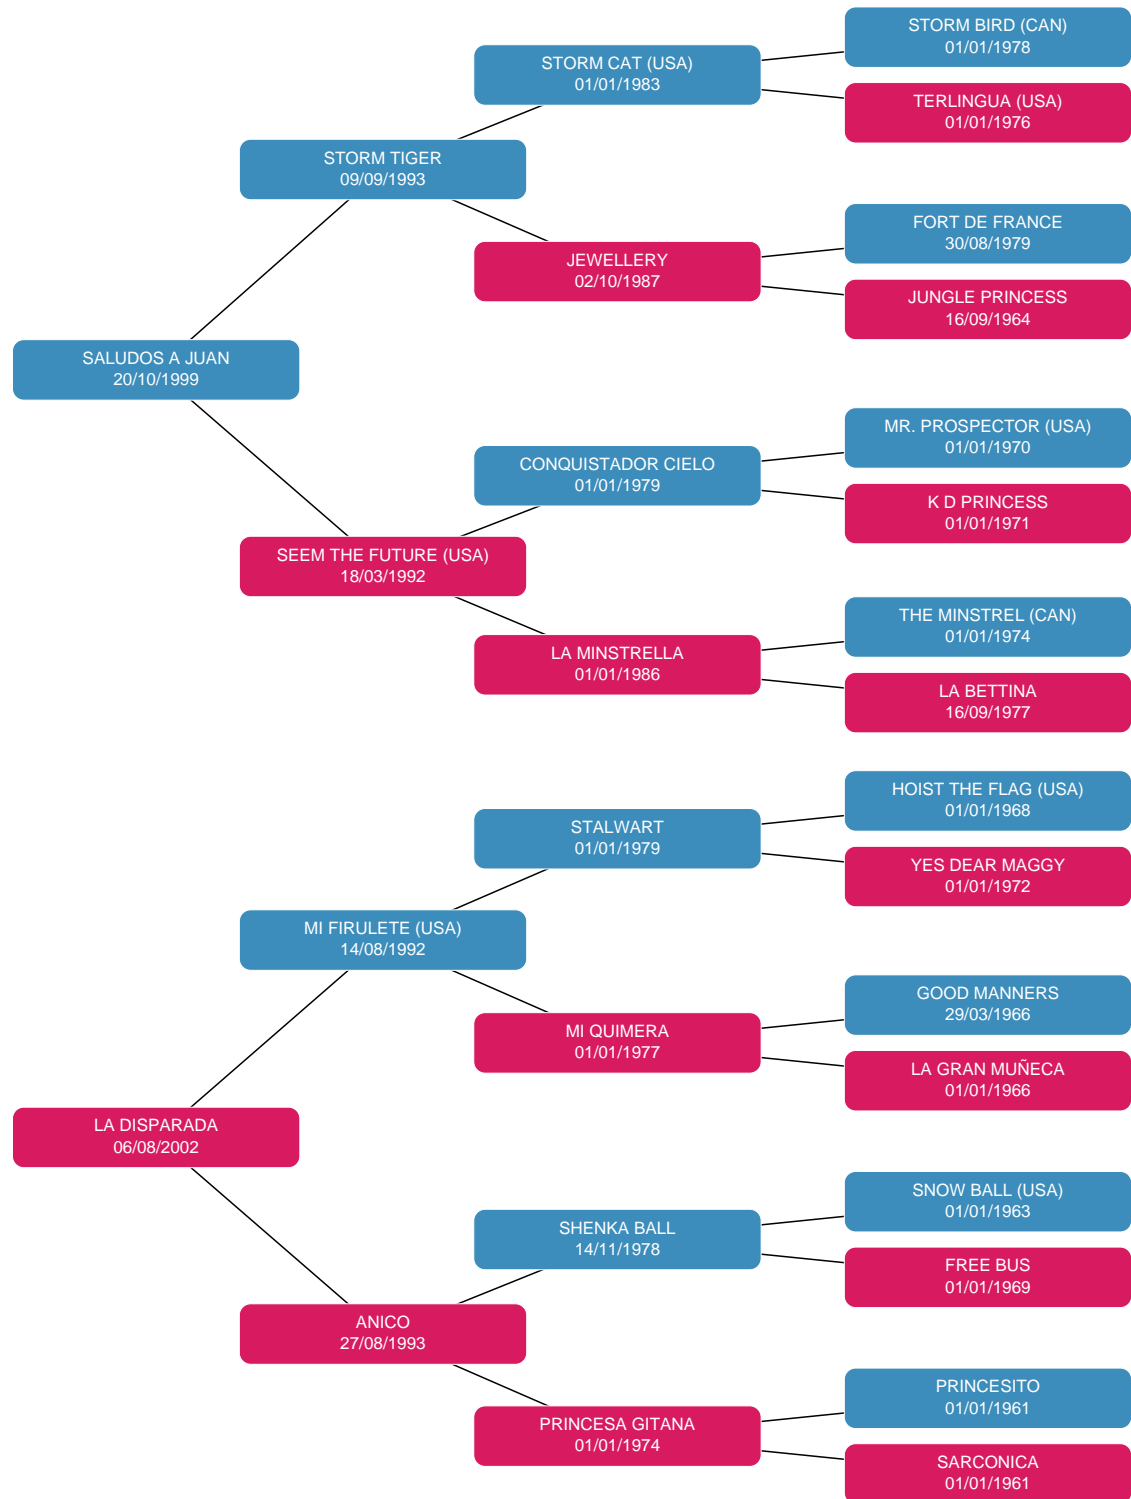 STORM BIRD (CAN)
01/01/1978
STORM CAT (USA)
01/01/1983
TERLINGUA (USA)
01/01/1976
STORM TIGER
09/09/1993
FORT DE FRANCE
30/08/1979
JEWELLERY
02/10/1987
JUNGLE PRINCESS
16/09/1964
SALUDOS A JUAN
20/10/1999
MR. PROSPECTOR (USA)
01/01/1970
CONQUISTADOR CIELO
01/01/1979
K D PRINCESS
01/01/1971
SEEM THE FUTURE (USA)
18/03/1992
THE MINSTREL (CAN)
01/01/1974
LA MINSTRELLA
01/01/1986
LA BETTINA
16/09/1977
HOIST THE FLAG (USA)
01/01/1968
STALWART
01/01/1979
YES DEAR MAGGY
01/01/1972
MI FIRULETE (USA)
14/08/1992
GOOD MANNERS
29/03/1966
MI QUIMERA
01/01/1977
LA GRAN MUÑECA
01/01/1966
LA DISPARADA
06/08/2002
SNOW BALL (USA)
01/01/1963
SHENKA BALL
14/11/1978
FREE BUS
01/01/1969
ANICO
27/08/1993
PRINCESITO
01/01/1961
PRINCESA GITANA
01/01/1974
SARCONICA
01/01/1961